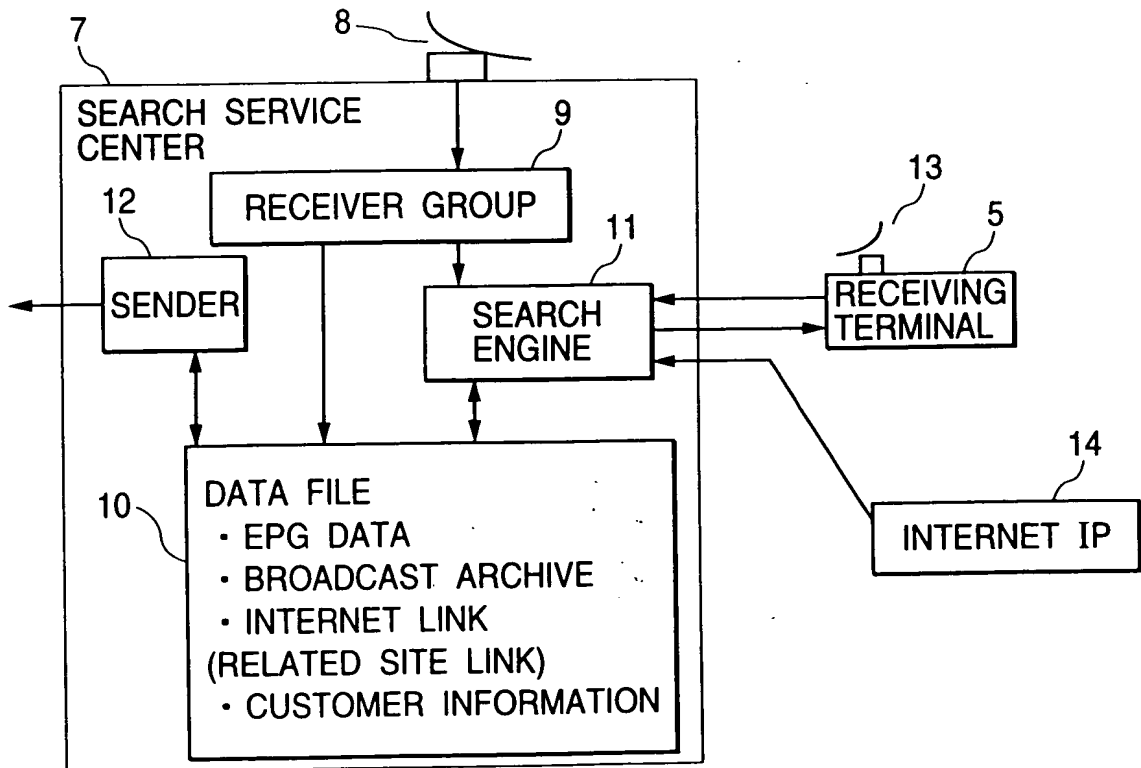 7
8
SEARCH SERVICE
CENTER
9
RECEIVER GROUP
12
SENDER
11
SEARCH
ENGINE
13
5
RECEIVING
TERMINAL
10
DATA FILE
· EPG DATA
· BROADCAST ARCHIVE
· INTERNET LINK
(RELATED SITE LINK)
· CUSTOMER INFORMATION
14
INTERNET IP